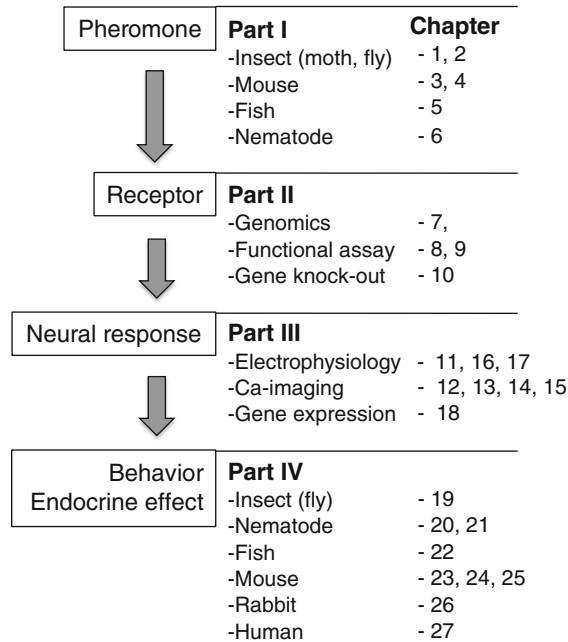 Pheromone Part I Chapter
-Insect (moth, fly) - 1, 2
-Mouse - 3, 4
-Fish - 5
-Nematode - 6
Receptor Part II
-Genomics - 7,
-Functional assay - 8, 9
-Gene knock-out - 10
Neural response Part III
-Electrophysiology - 11, 16, 17
-Ca-imaging - 12, 13, 14, 15
-Gene expression - 18
Behavior
Endocrine effect
Part IV
-Insect (fly) - 19
-Nematode - 20, 21
-Fish - 22
-Mouse - 23, 24, 25
-Rabbit - 26
-Human - 27